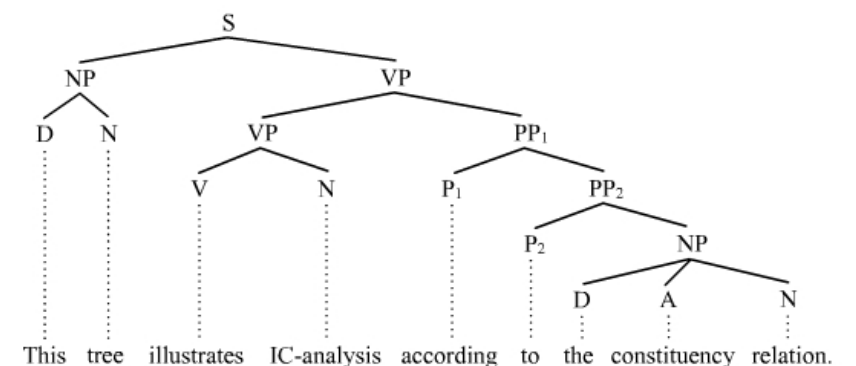 S
NP VP
D N VP PP₁
V N P₁ PP₂
P₂ NP
D A N
This tree illustrates IC-analysis according to the constituency relation.